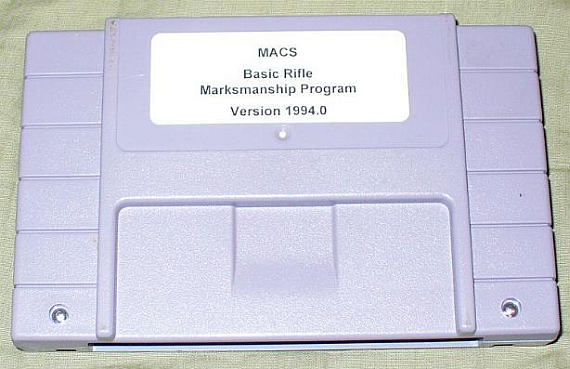 MACS
Basic Rifle
Marksmanship Program
Version 1994.0